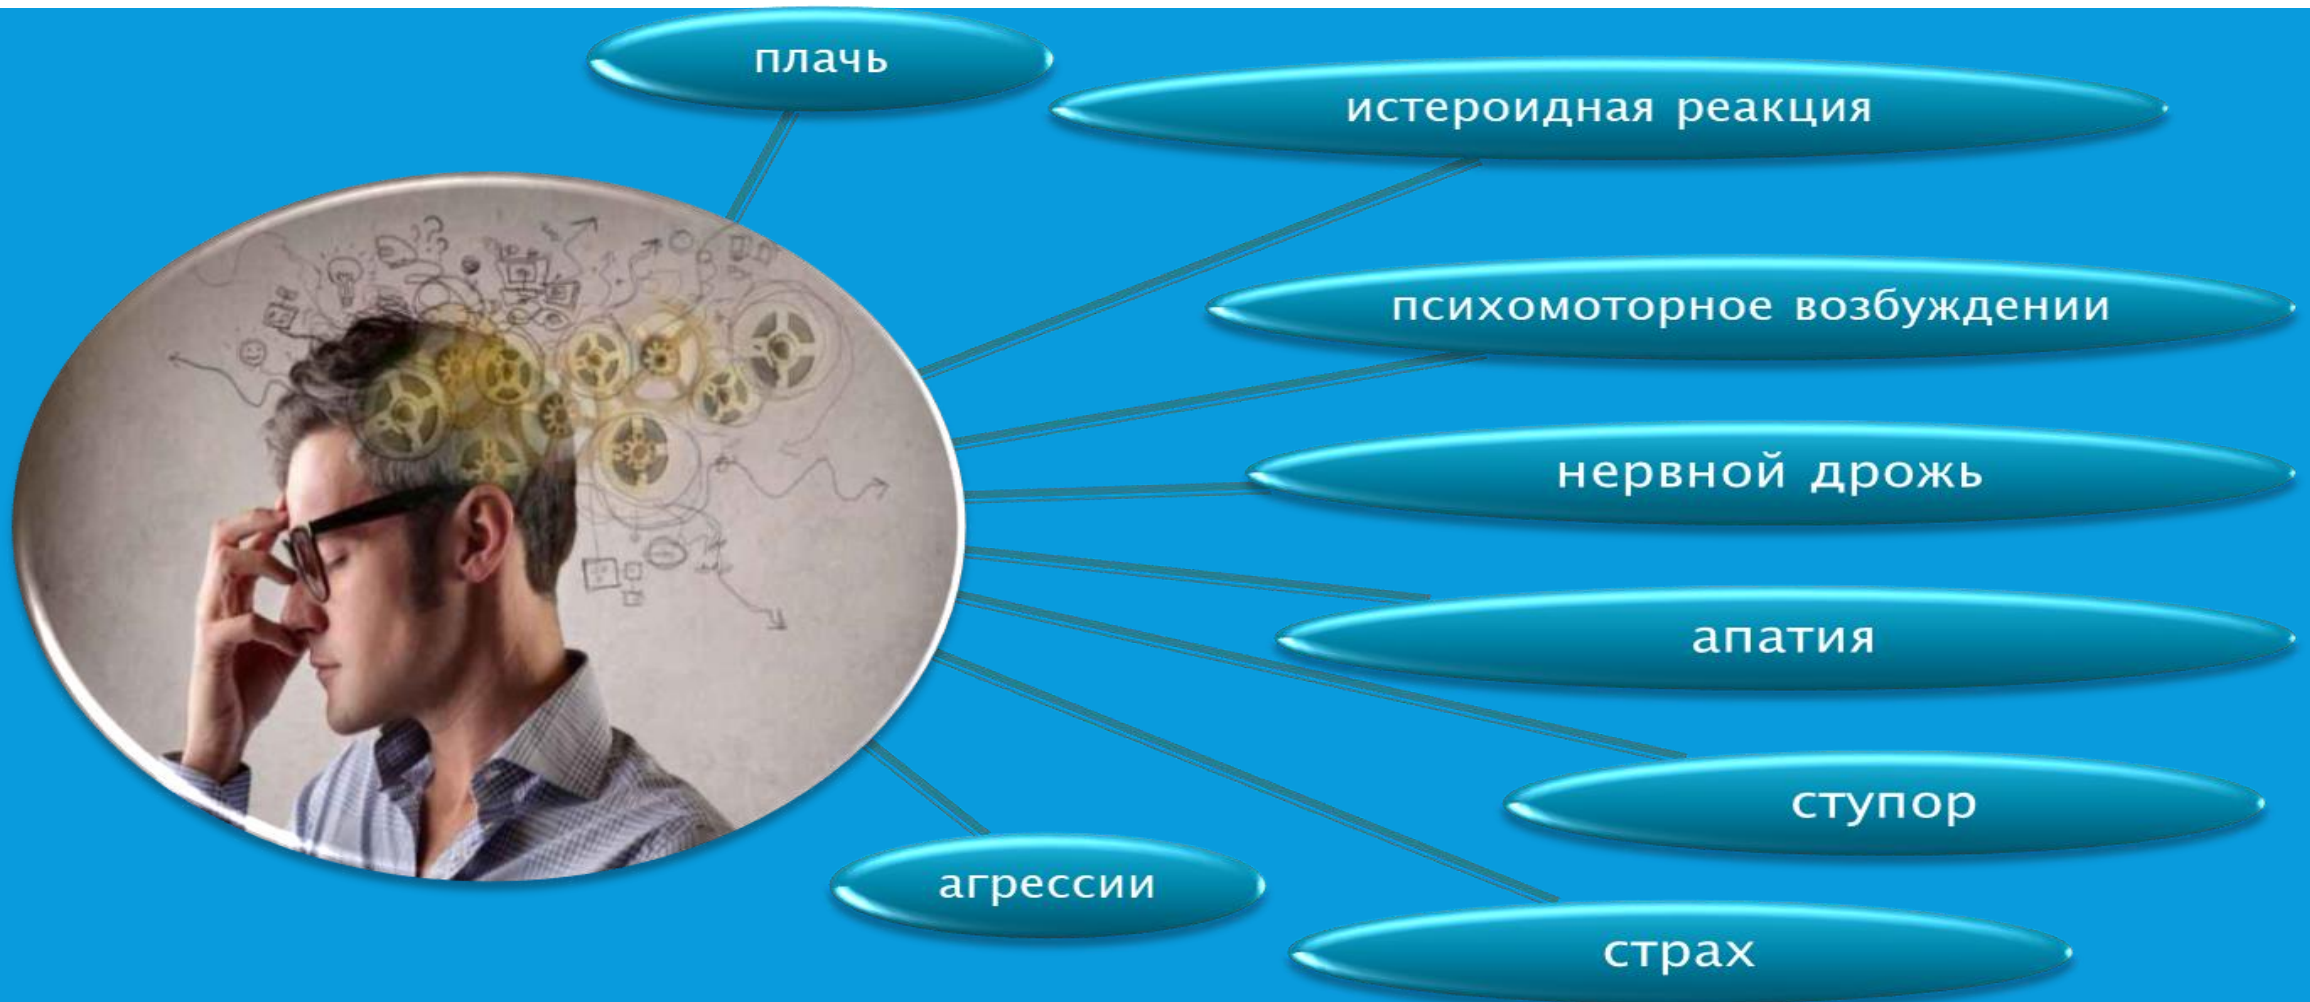 плачь
истероидная реакция
психомоторное возбуждении
нервной дрожь
апатия
ступор
агрессии
страх